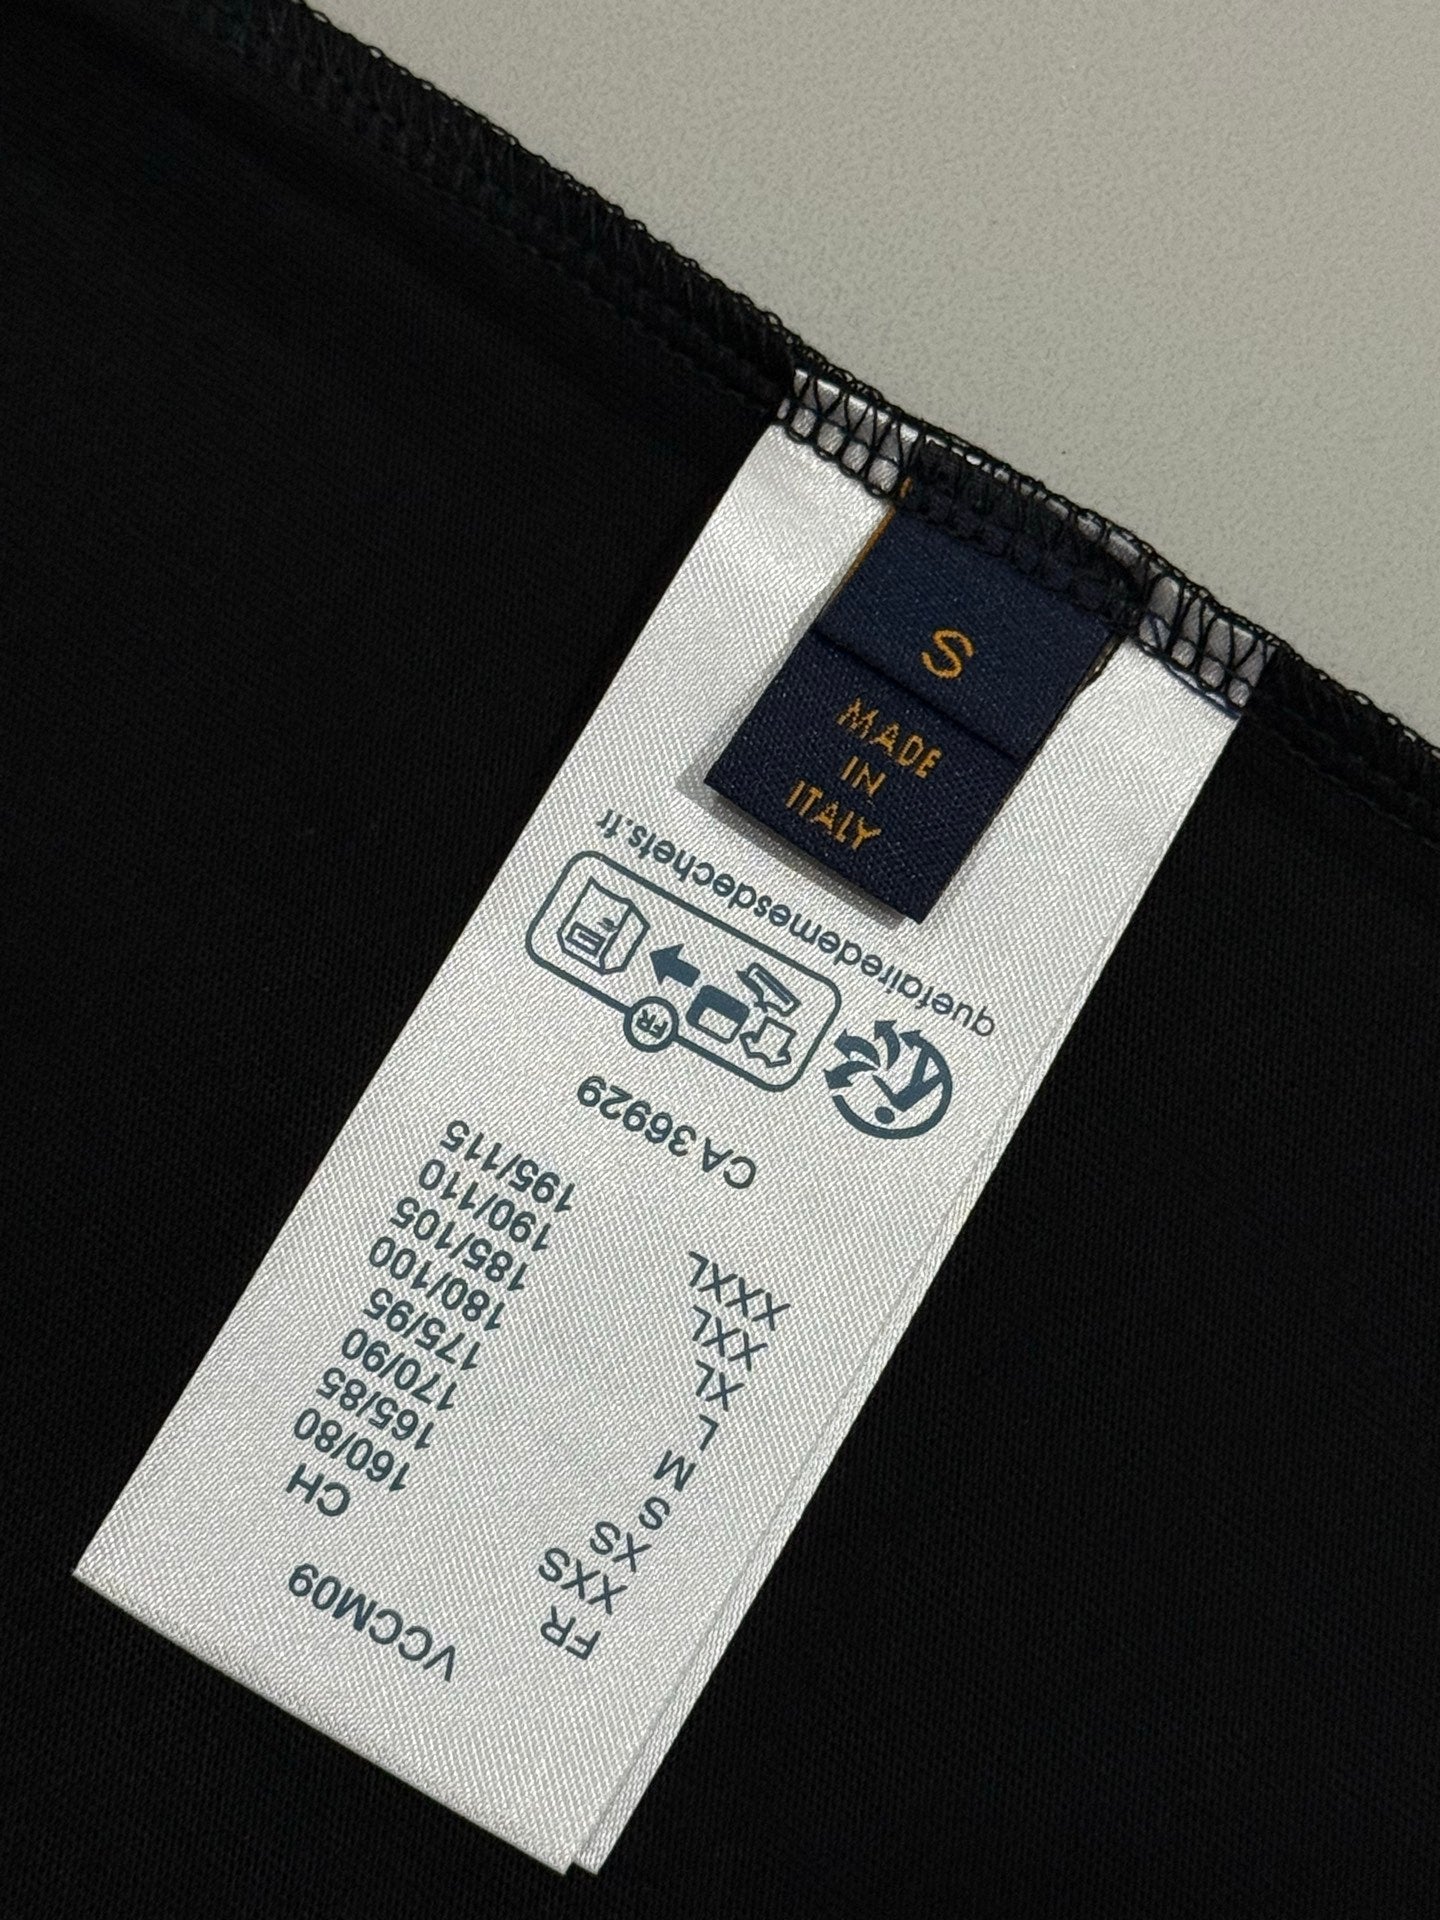 S
MADE
IN
ITALY
VCCM09
FR CH
XXS 160/80
XS 165/85
S 170/90
M 175/95
L 180/100
XL 185/105
XXL 190/110
XXXL 195/115
CA 36929
FR
quefairedemesdechets.fr